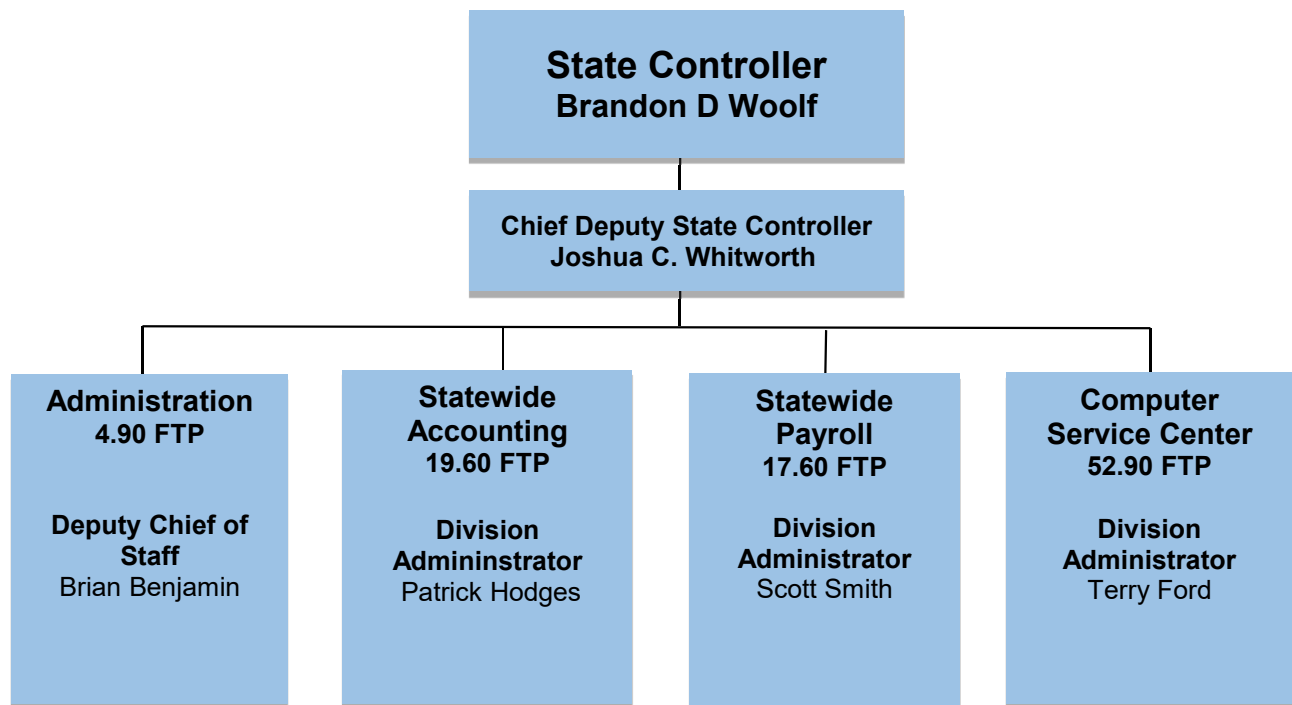 State Controller
Brandon D Woolf
Chief Deputy State Controller
Joshua C. Whitworth
Administration
4.90 FTP
Deputy Chief of
Staff
Brian Benjamin
Statewide
Accounting
19.60 FTP
Division
Admininstrator
Patrick Hodges
Statewide
Payroll
17.60 FTP
Division
Administrator
Scott Smith
Computer
Service Center
52.90 FTP
Division
Administrator
Terry Ford